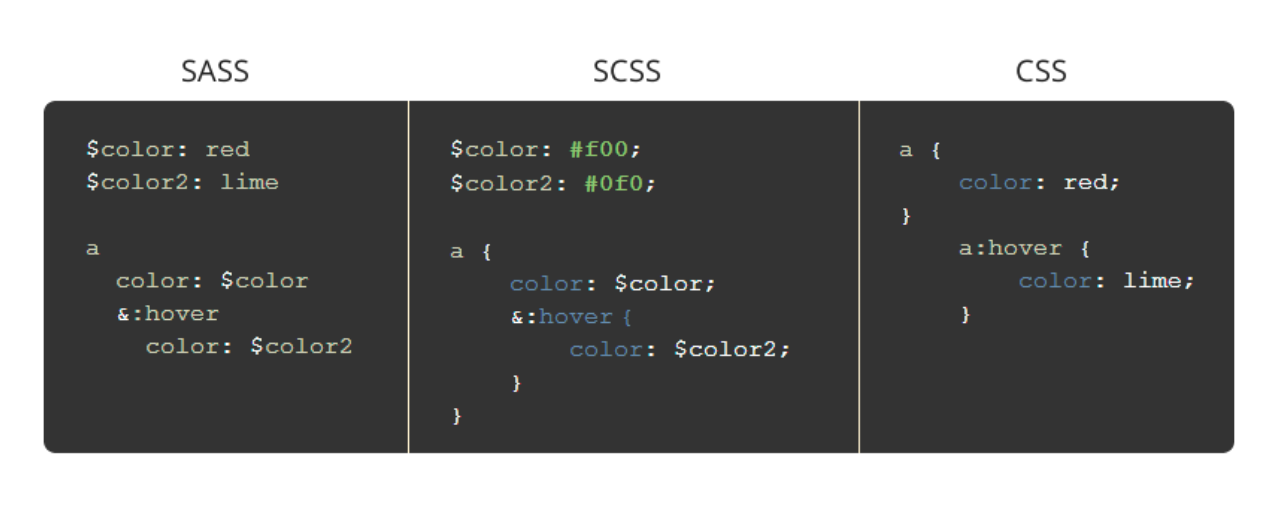 SASS
$color: red
$color2: lime
a
color: $color
&:hover
color: $color2
SCSS
$color: #f00;
$color2: #0f0;
a {
color: $color;
&:hover {
color: $color2;
}
}
CSS
a {
color: red;
}
a:hover {
color: lime;
}